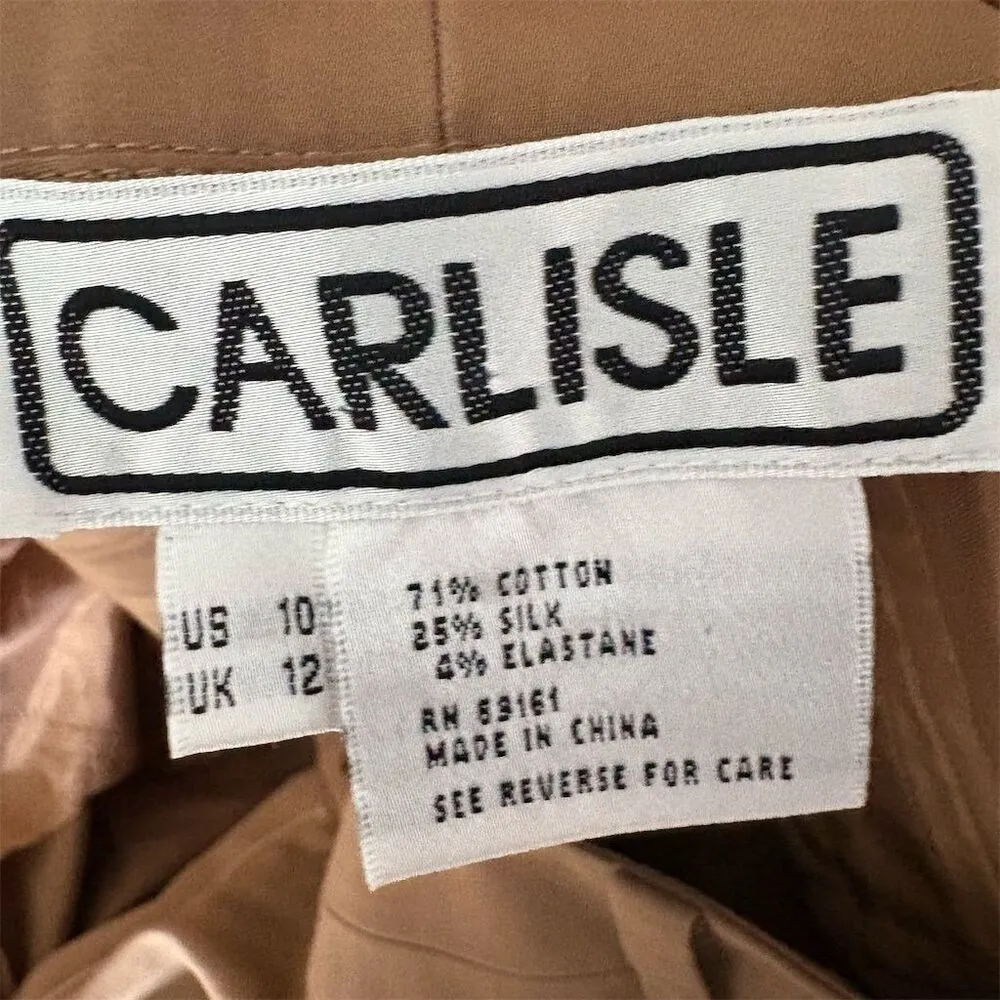 CARLISLE
US 10
UK 12
71% COTTON
25% SILK
4% ELASTANE
RN 69161
MADE IN CHINA
SEE REVERSE FOR CARE